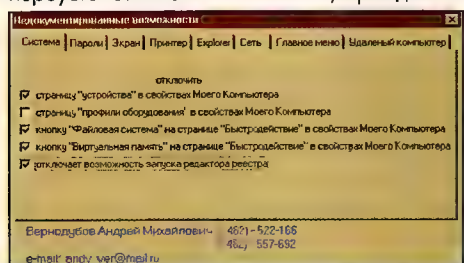 Недокументированные возможности
Система Пароли Экран Принтер Explorer Сеть Главное меню Удаленый компьютер
отключить
страницу "устройства" в свойствах Моего Компьютера
страницу "профили оборудования" в свойствах Моего Компьютера
кнопку "Файловая система" на странице "Быстродействие" в свойствах Моего Компьютера
кнопку "Виртуальная память" на странице "Быстродействие" в свойствах Моего Компьютера
отключает возможность запуска редактора реестра
Вернодубов Андрей Михайлович 4621-522-166
557-692
e-mail: andy_ver@mail.ru